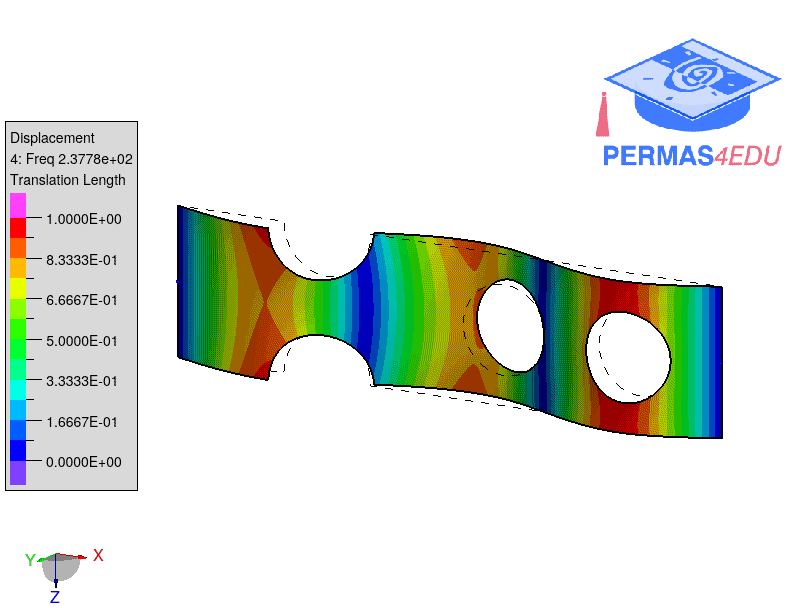 PERMAS4EDU
Displacement
4: Freq 2.3778e+02
Translation Length
1.0000E+00
8.3333E-01
6.6667E-01
5.0000E-01
3.3333E-01
1.6667E-01
0.0000E+00
Y
X
Z